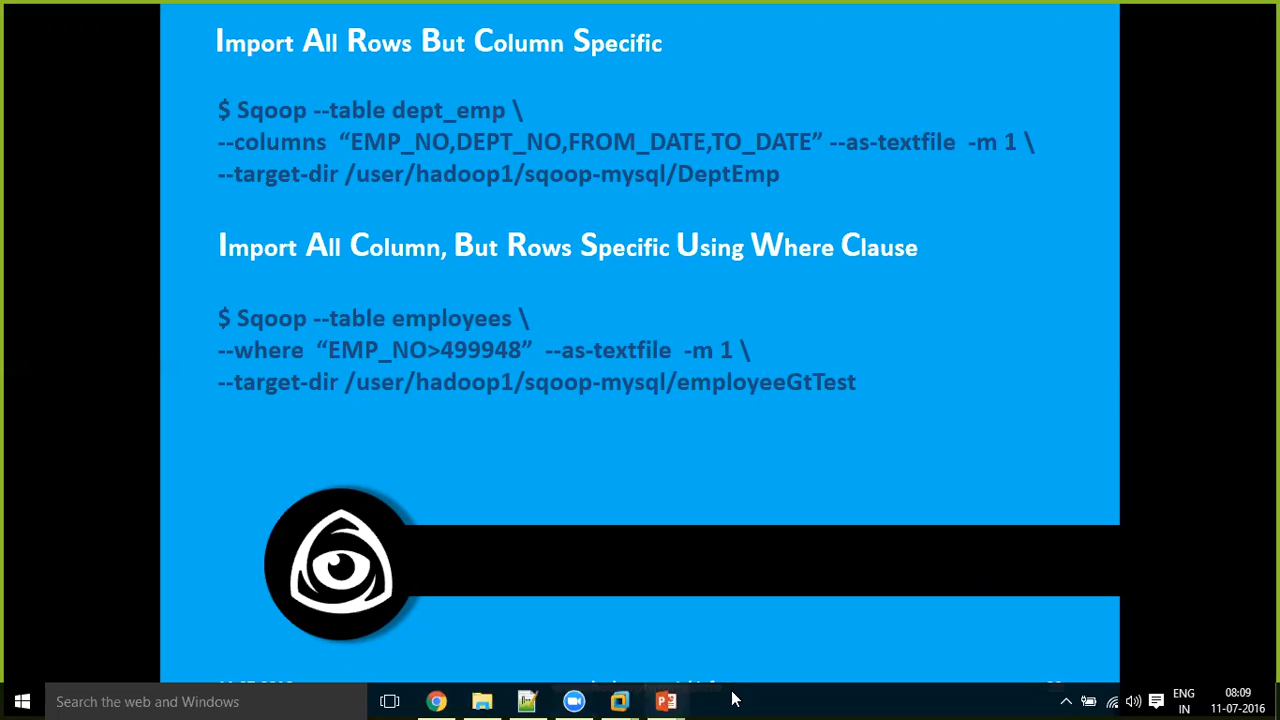 Import All Rows But Column Specific
$ Sqoop --table dept_emp \
--columns “EMP_NO,DEPT_NO,FROM_DATE,TO_DATE” --as-textfile -m 1 \
--target-dir /user/hadoop1/sqoop-mysql/DeptEmp
Import All Column, But Rows Specific Using Where Clause
$ Sqoop --table employees \
--where “EMP_NO>499948” --as-textfile -m 1 \
--target-dir /user/hadoop1/sqoop-mysql/employeeGtTest
Search the web and Windows
ENG
IN
08:09
11-07-2016